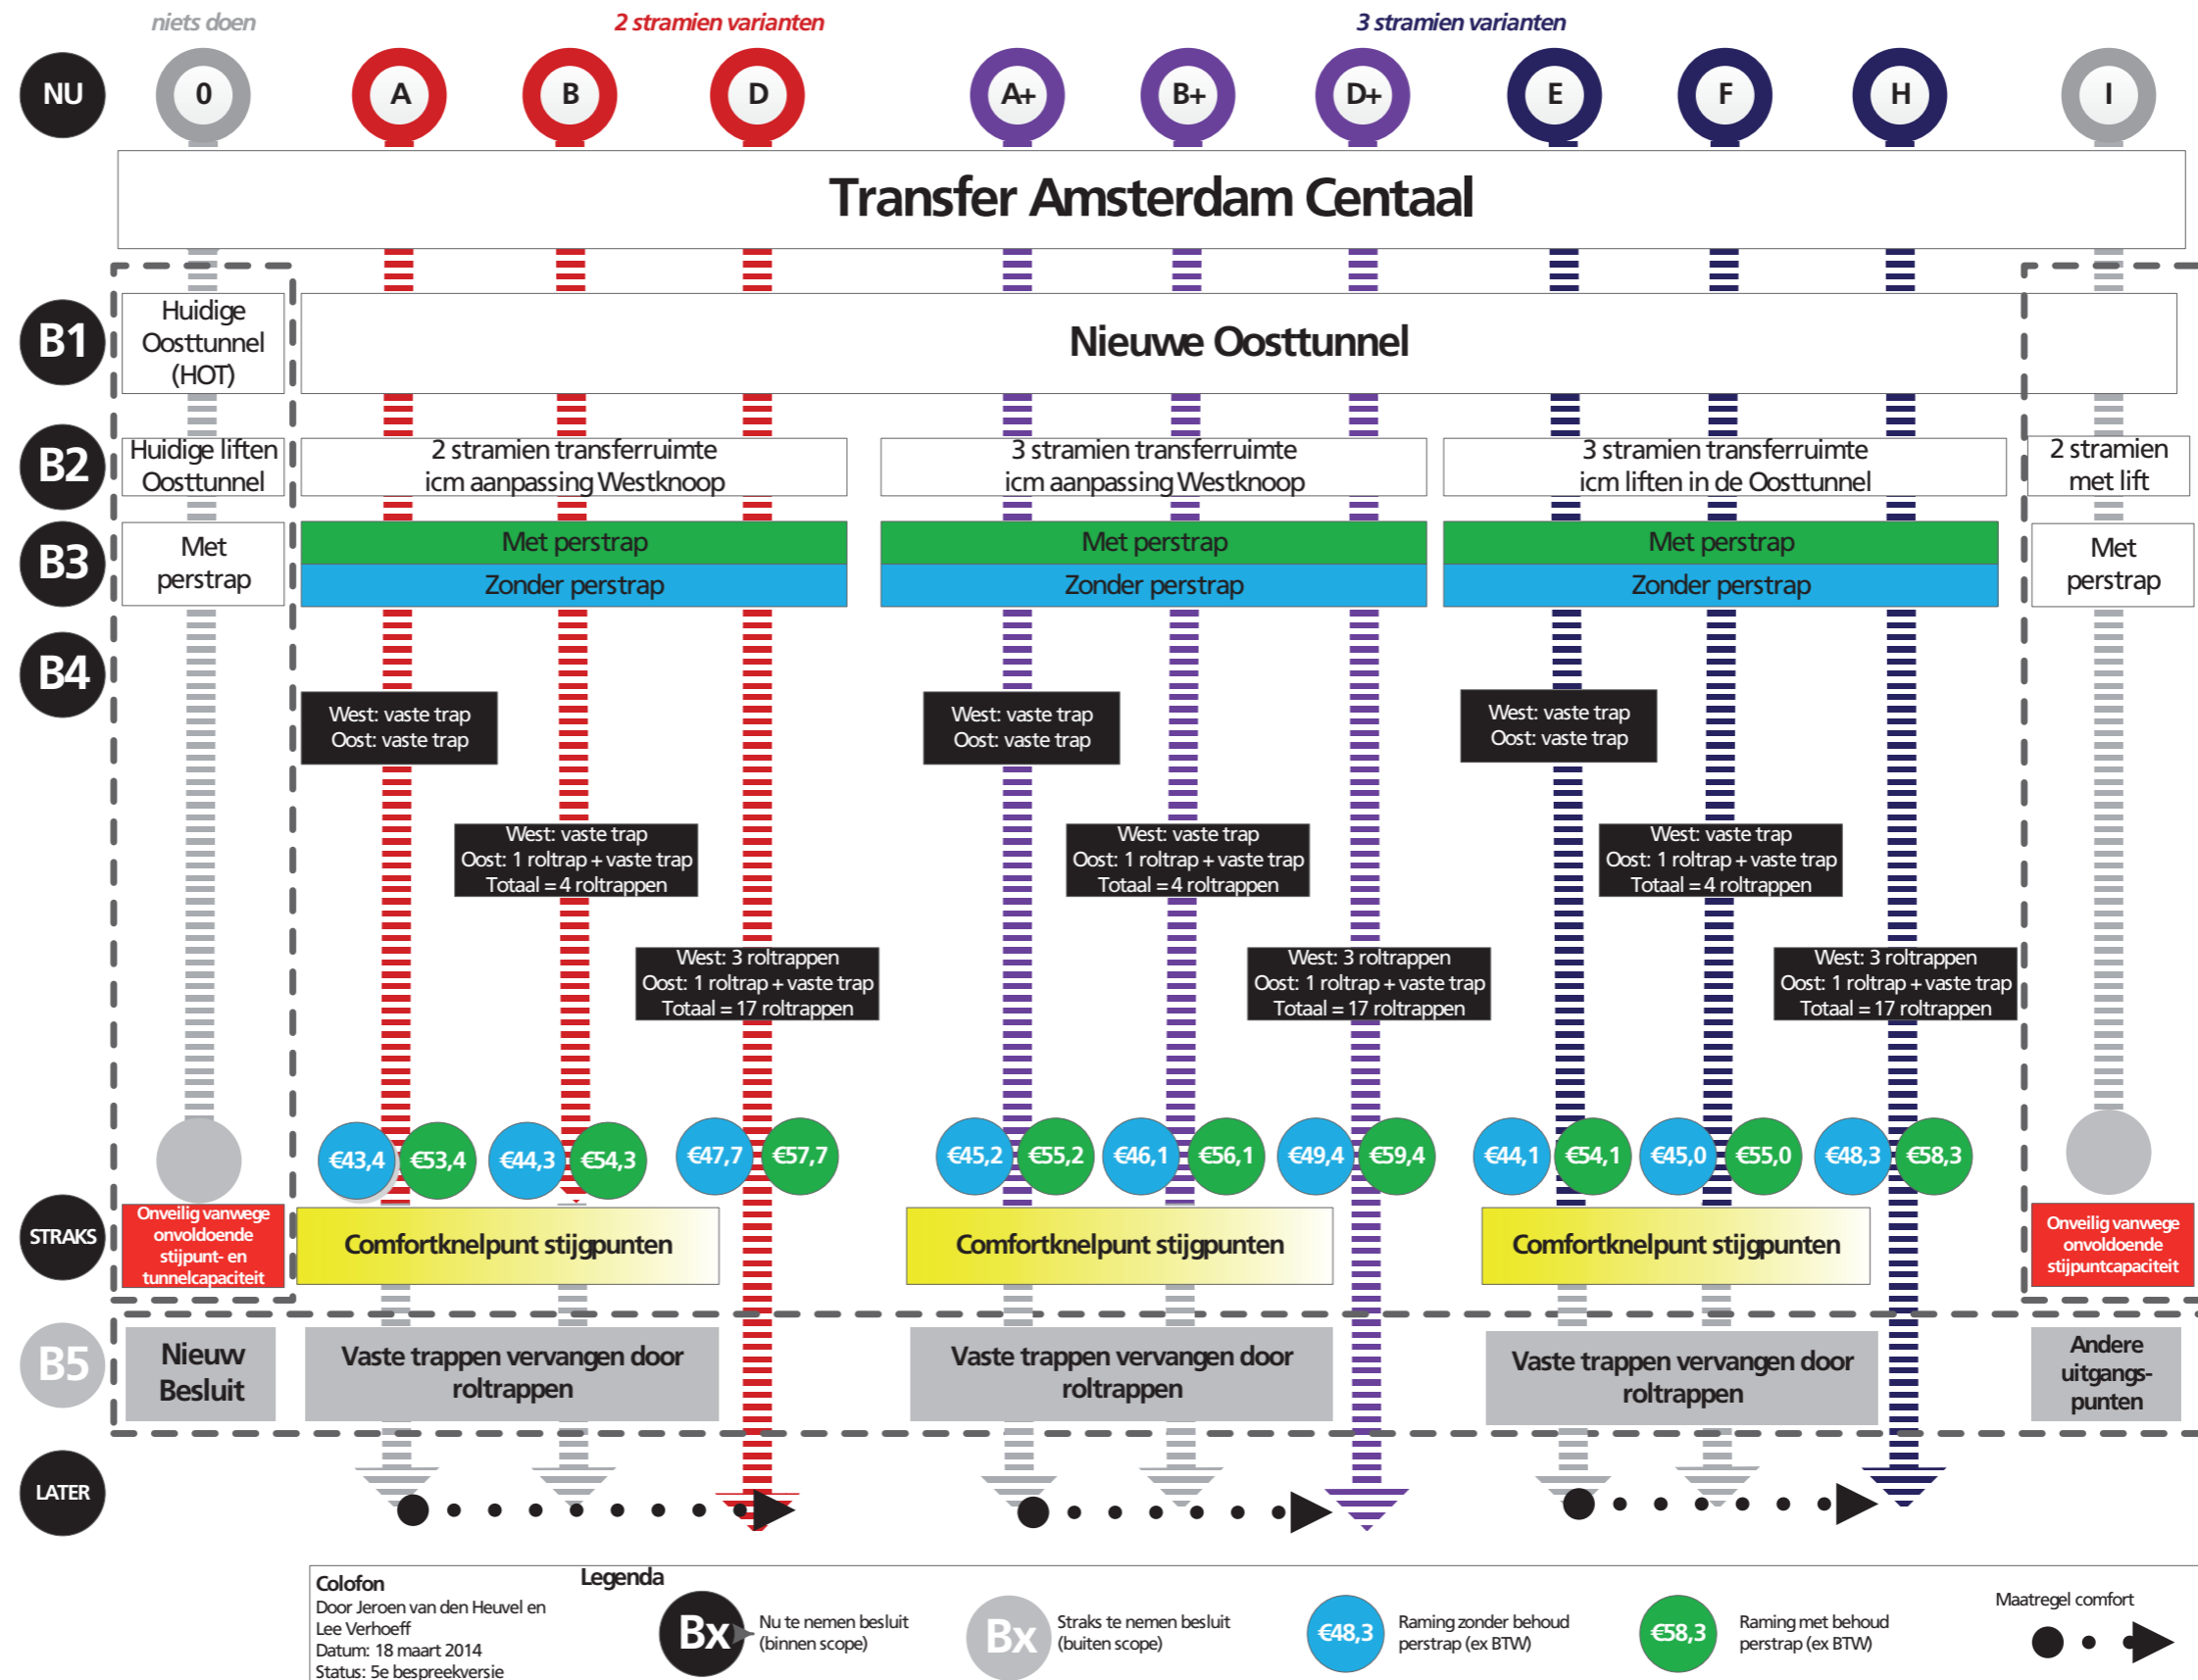 niets doen
2 stramien varianten
3 stramien varianten
NU
0
A
B
D
A+
B+
D+
E
F
H
I
Transfer Amsterdam Centaal
B1
Huidige
Oosttunnel
(HOT)
Nieuwe Oosttunnel
B2
Huidige liften
Oosttunnel
2 stramien transferruimte
icm aanpassing Westknoop
3 stramien transferruimte
icm aanpassing Westknoop
3 stramien transferruimte
icm liften in de Oosttunnel
2 stramien
met lift
B3
Met
perstrap
Met perstrap
Zonder perstrap
Met perstrap
Zonder perstrap
Met perstrap
Zonder perstrap
Met
perstrap
B4
West: vaste trap
Oost: vaste trap
West: vaste trap
Oost: vaste trap
West: vaste trap
Oost: vaste trap
West: vaste trap
Oost: 1 roltrap + vaste trap
Totaal = 4 roltrappen
West: vaste trap
Oost: 1 roltrap + vaste trap
Totaal = 4 roltrappen
West: vaste trap
Oost: 1 roltrap + vaste trap
Totaal = 4 roltrappen
West: 3 roltrappen
Oost: 1 roltrap + vaste trap
Totaal = 17 roltrappen
West: 3 roltrappen
Oost: 1 roltrap + vaste trap
Totaal = 17 roltrappen
West: 3 roltrappen
Oost: 1 roltrap + vaste trap
Totaal = 17 roltrappen
€43,4
€53,4
€44,3
€54,3
€47,7
€57,7
€45,2
€55,2
€46,1
€56,1
€49,4
€59,4
€44,1
€54,1
€45,0
€55,0
€48,3
€58,3
STRAKS
Onveilig vanwege
onvoldoende
stijpunt- en
tunnelcapaciteit
Comfortknelpunt stijgpunten
Comfortknelpunt stijgpunten
Comfortknelpunt stijgpunten
Onveilig vanwege
onvoldoende
stijpuntcapaciteit
B5
Nieuw
Besluit
Vaste trappen vervangen door
roltrappen
Vaste trappen vervangen door
roltrappen
Vaste trappen vervangen door
roltrappen
Andere
uitgangs-
punten
LATER
Colofon
Door Jeroen van den Heuvel en
Lee Verhoeff
Datum: 18 maart 2014
Status: 5e bespreekversie
Legenda
Bx
Nu te nemen besluit
(binnen scope)
Bx
Straks te nemen besluit
(buiten scope)
€48,3
Raming zonder behoud
perstrap (ex BTW)
€58,3
Raming met behoud
perstrap (ex BTW)
Maatregel comfort